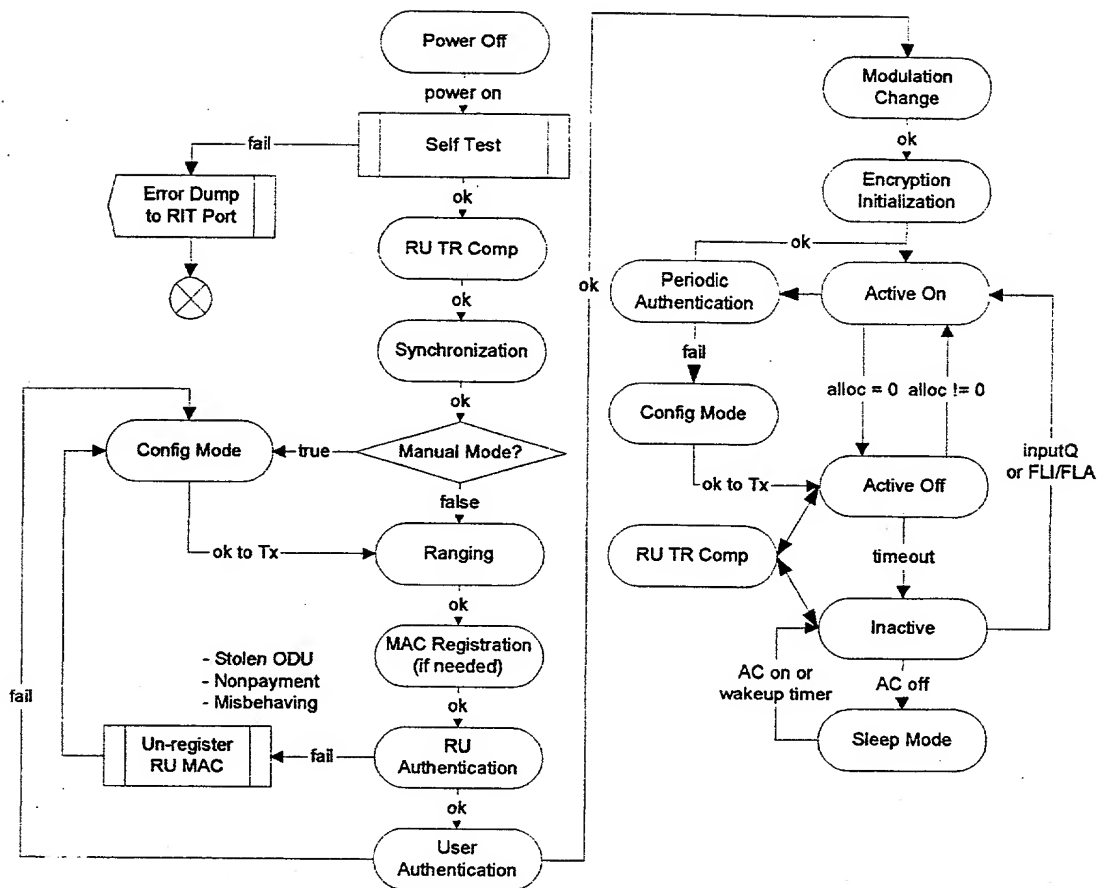 Power Off
power on
Self Test
fail
Error Dump
to RIT Port
ok
RU TR Comp
ok
Synchronization
ok
Manual Mode?
true
Config Mode
false
ok to Tx
Ranging
ok
MAC Registration
(if needed)
- Stolen ODU
- Nonpayment
- Misbehaving
ok
RU
Authentication
fail
Un-register
RU MAC
ok
User
Authentication
fail
ok
Modulation
Change
ok
Encryption
Initialization
ok
Periodic
Authentication
Active On
fail
alloc = 0
alloc != 0
Config Mode
inputQ
or FLI/FLA
ok to Tx
Active Off
RU TR Comp
timeout
Inactive
AC on or
wakeup timer
AC off
Sleep Mode